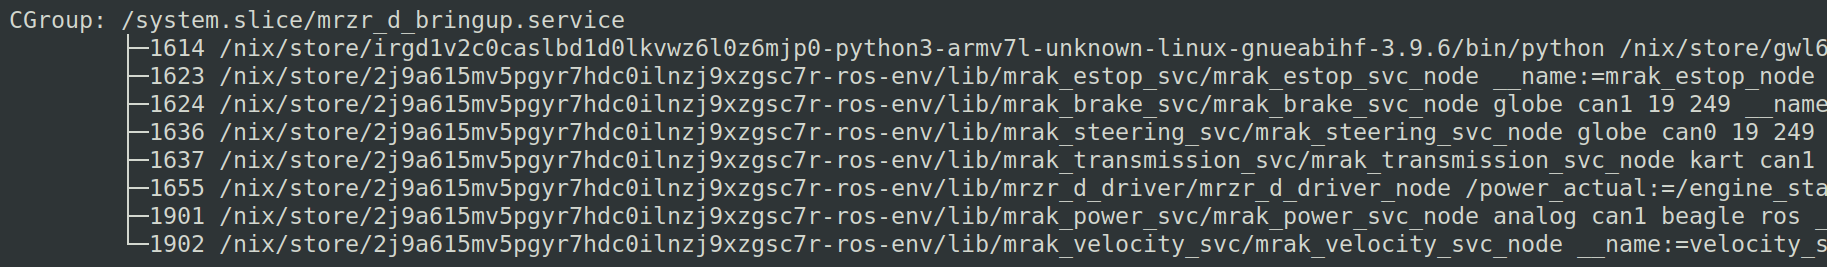 CGroup: /system.slice/mrzr_d_bringup.service
├─1614 /nix/store/irgd1v2c0caslbd1d0lkvwz6l0z6mjp0-python3-armv7l-unknown-linux-gnueabihf-3.9.6/bin/python /nix/store/gwl6
├─1623 /nix/store/2j9a615mv5pgyr7hdc0ilnzj9xzgsc7r-ros-env/lib/mrak_estop_svc/mrak_estop_svc_node __name:=mrak_estop_node
├─1624 /nix/store/2j9a615mv5pgyr7hdc0ilnzj9xzgsc7r-ros-env/lib/mrak_brake_svc/mrak_brake_svc_node globe can1 19 249 __name
├─1636 /nix/store/2j9a615mv5pgyr7hdc0ilnzj9xzgsc7r-ros-env/lib/mrak_steering_svc/mrak_steering_svc_node globe can0 19 249
├─1637 /nix/store/2j9a615mv5pgyr7hdc0ilnzj9xzgsc7r-ros-env/lib/mrak_transmission_svc/mrak_transmission_svc_node kart can1
├─1655 /nix/store/2j9a615mv5pgyr7hdc0ilnzj9xzgsc7r-ros-env/lib/mrzr_d_driver/mrzr_d_driver_node /power_actual:=/engine_sta
├─1901 /nix/store/2j9a615mv5pgyr7hdc0ilnzj9xzgsc7r-ros-env/lib/mrak_power_svc/mrak_power_svc_node analog can1 beagle ros _
└─1902 /nix/store/2j9a615mv5pgyr7hdc0ilnzj9xzgsc7r-ros-env/lib/mrak_velocity_svc/mrak_velocity_svc_node __name:=velocity_s